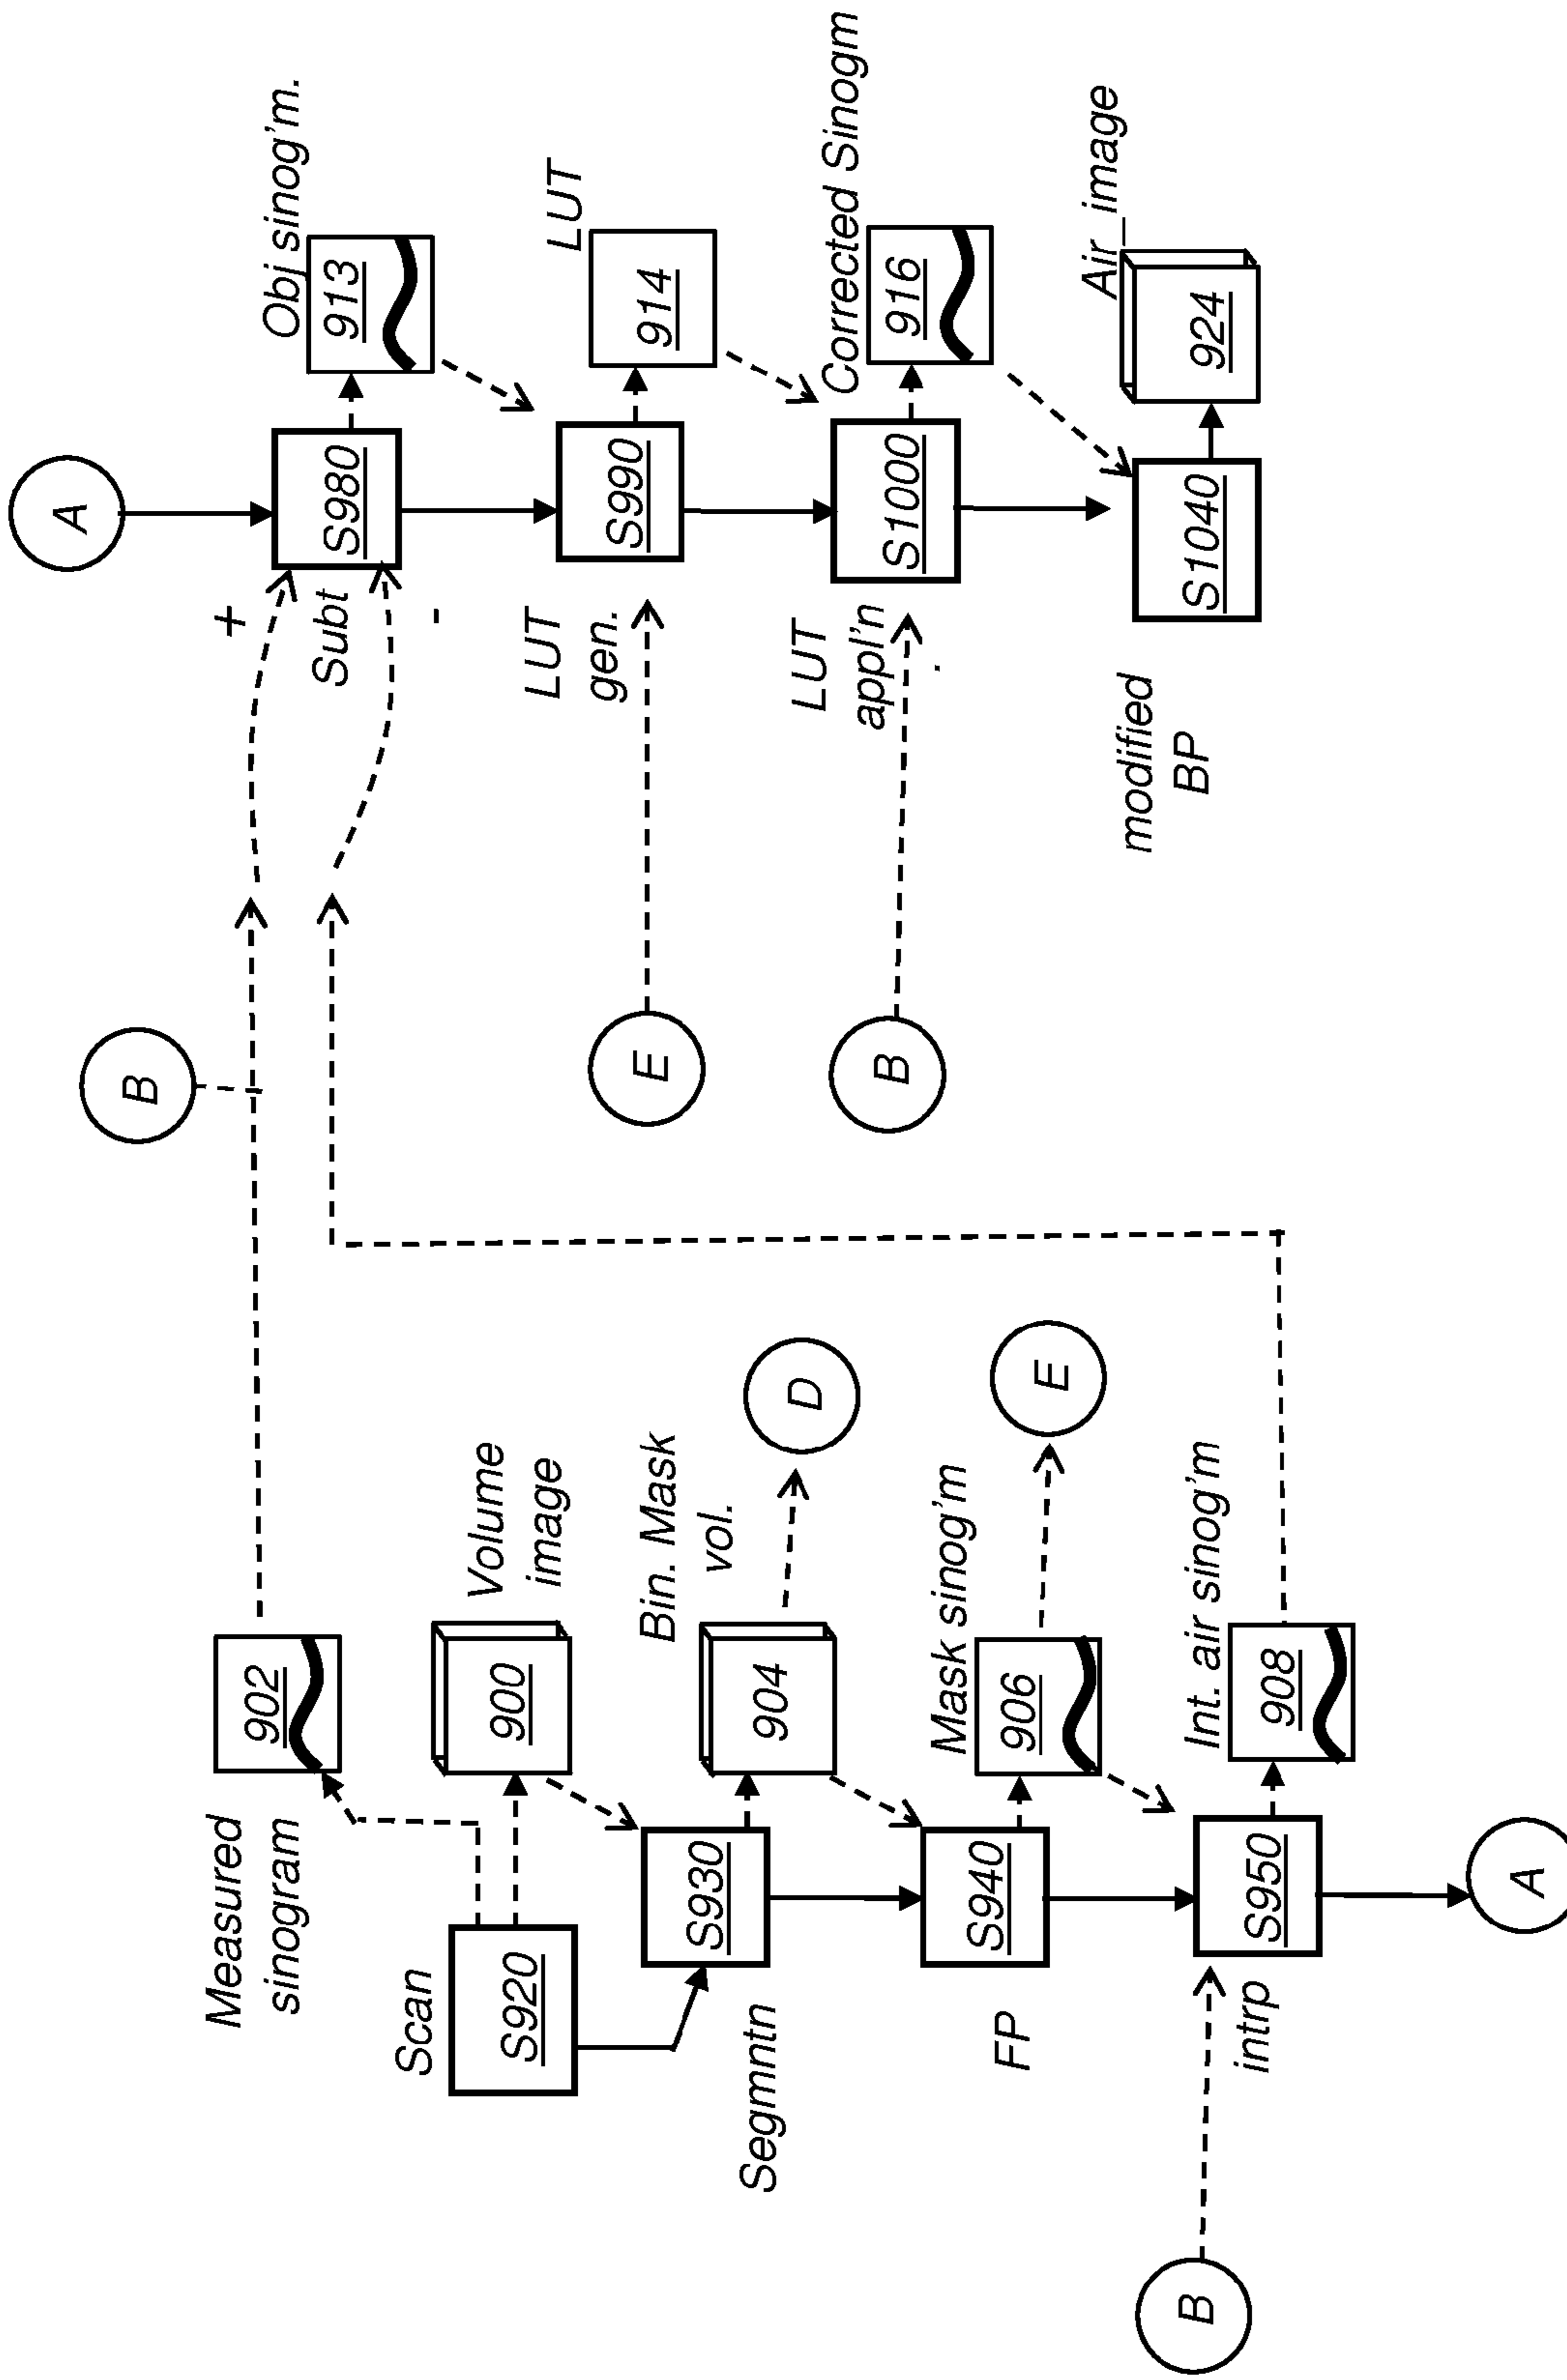 Measured
sinogram
902
B
Scan
S920
900
Volume
image
Segmntn
S930
904
Bin. Mask
vol.
D
FP
S940
906
Mask sinog'm
E
B
intrp
S950
908
Int. air sinog'm
A
A
+
Subt
-
S980
913
Obj sinog'm.
E
LUT
gen.
S990
914
LUT
B
LUT
appl'n
.
S1000
916
Corrected Sinogm
modified
BP
S1040
924
Air_image